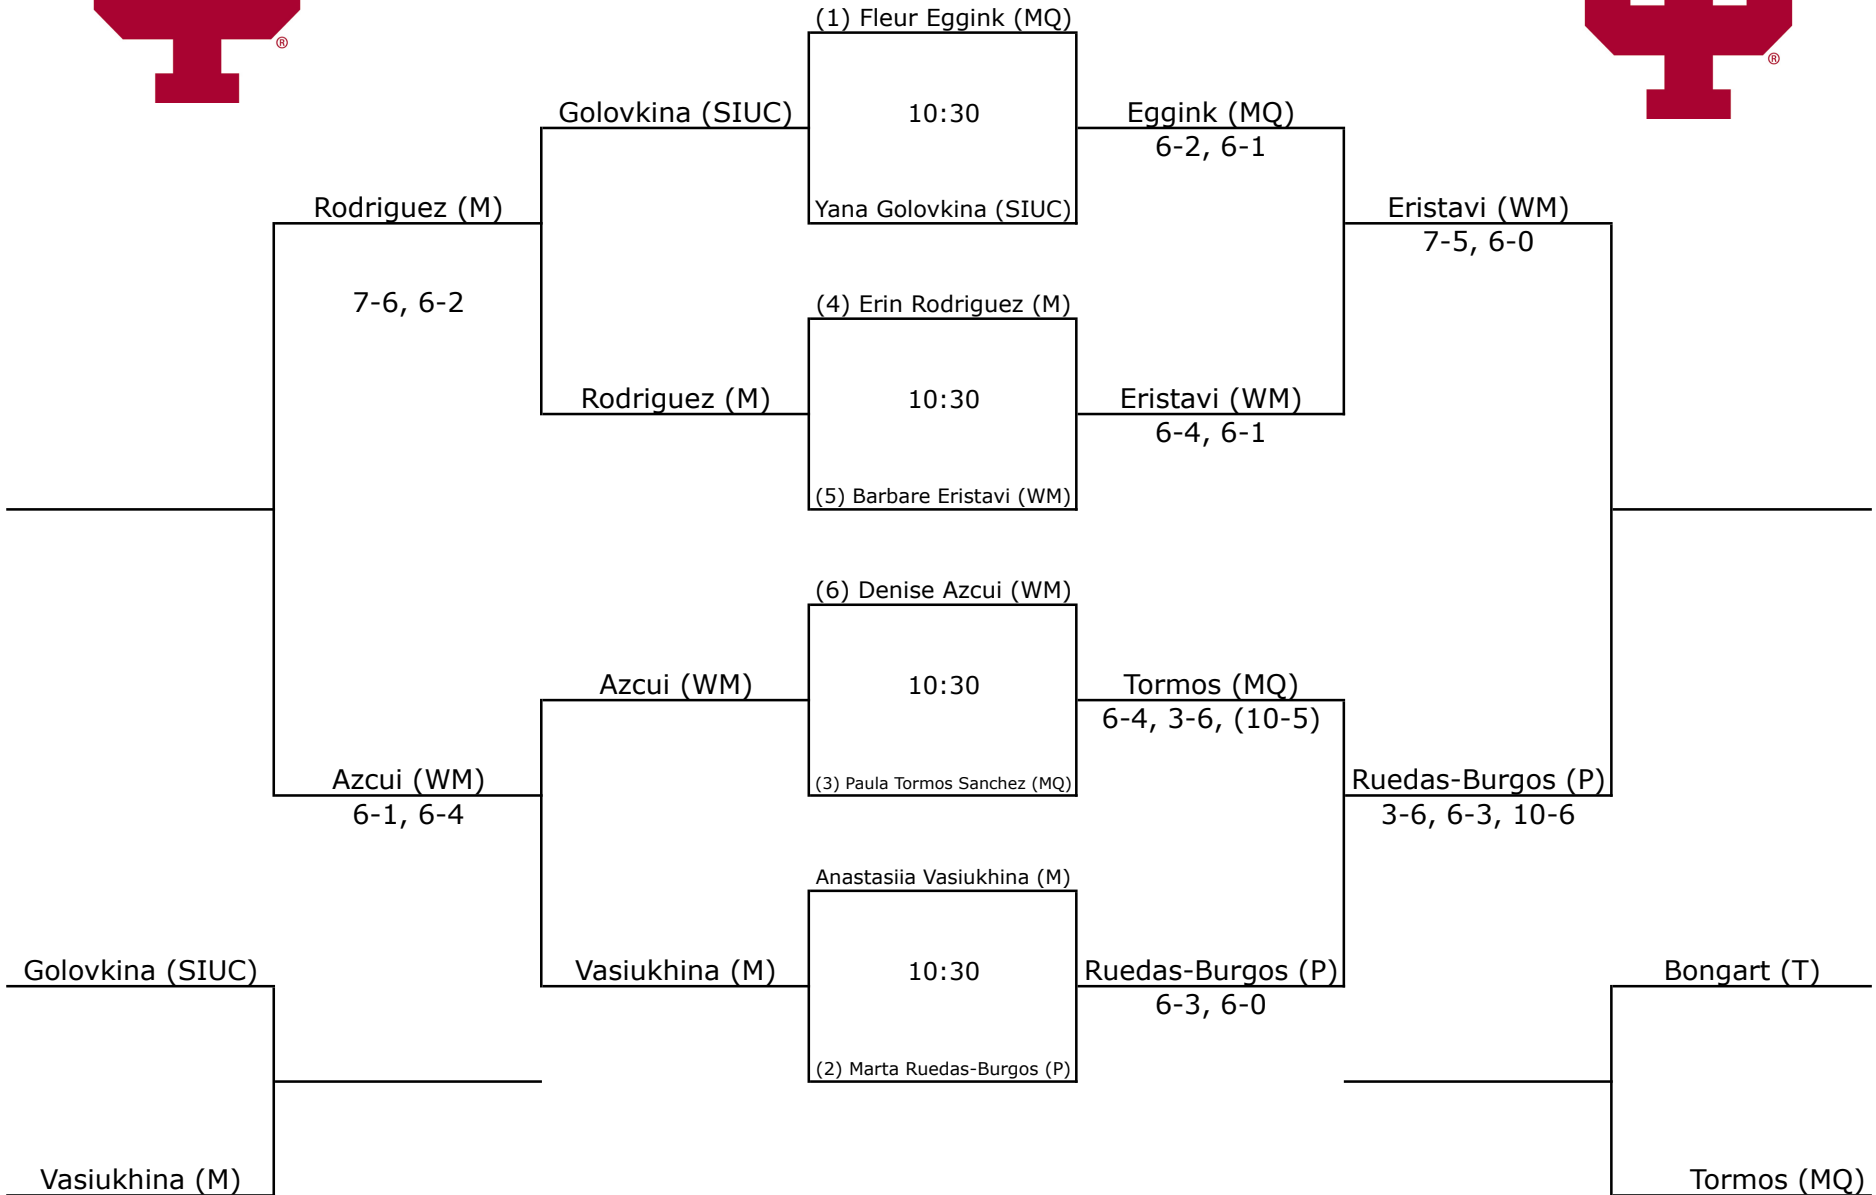 (1) Fleur Eggink (MQ)
®
®
Golovkina (SIUC)
10:30
Eggink (MQ)
6-2, 6-1
Rodriguez (M)
Yana Golovkina (SIUC)
Eristavi (WM)
7-5, 6-0
7-6, 6-2
(4) Erin Rodriguez (M)
Rodriguez (M)
10:30
Eristavi (WM)
6-4, 6-1
(5) Barbare Eristavi (WM)
(6) Denise Azcui (WM)
Azcui (WM)
10:30
Tormos (MQ)
6-4, 3-6, (10-5)
Azcui (WM)
6-1, 6-4
(3) Paula Tormos Sanchez (MQ)
Ruedas-Burgos (P)
3-6, 6-3, 10-6
Anastasiia Vasiukhina (M)
Golovkina (SIUC)
Vasiukhina (M)
10:30
Ruedas-Burgos (P)
6-3, 6-0
Bongart (T)
(2) Marta Ruedas-Burgos (P)
Vasiukhina (M)
Tormos (MQ)